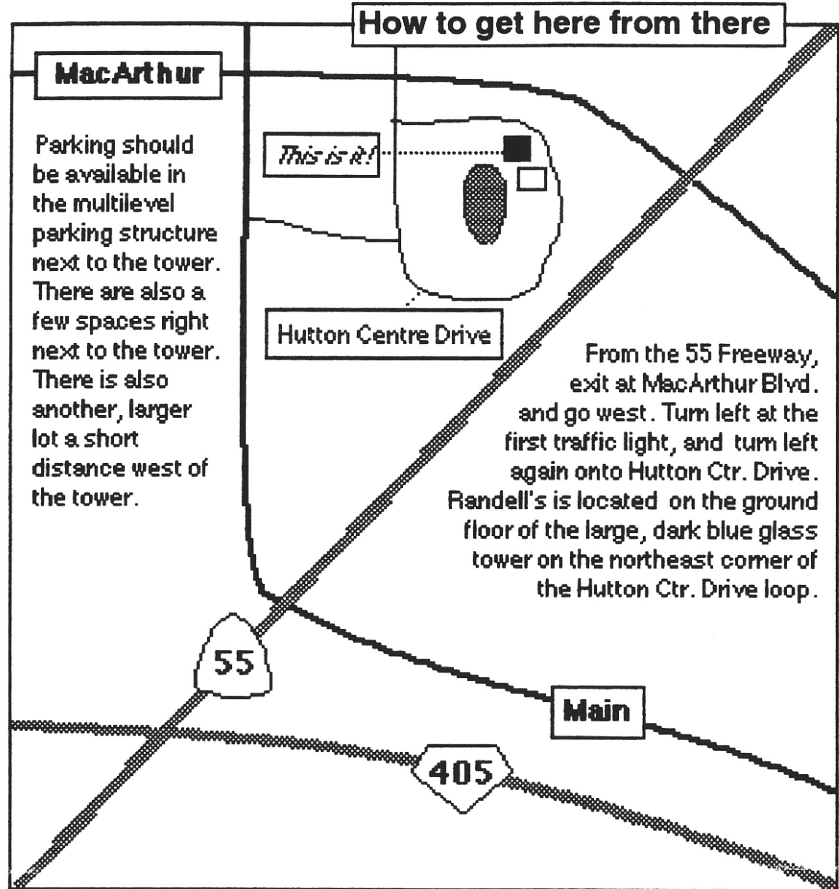 How to get here from there
MacArthur
Parking should
be available in
the multilevel
parking structure
next to the tower.
There are also a
few spaces right
next to the tower.
There is also
another, larger
lot a short
distance west of
the tower.
This is it!
Hutton Centre Drive
From the 55 Freeway,
exit at MacArthur Blvd.
and go west. Turn left at the
first traffic light, and turn left
again onto Hutton Ctr. Drive.
Randell's is located on the ground
floor of the large, dark blue glass
tower on the northeast corner of
the Hutton Ctr. Drive loop.
55
Main
405